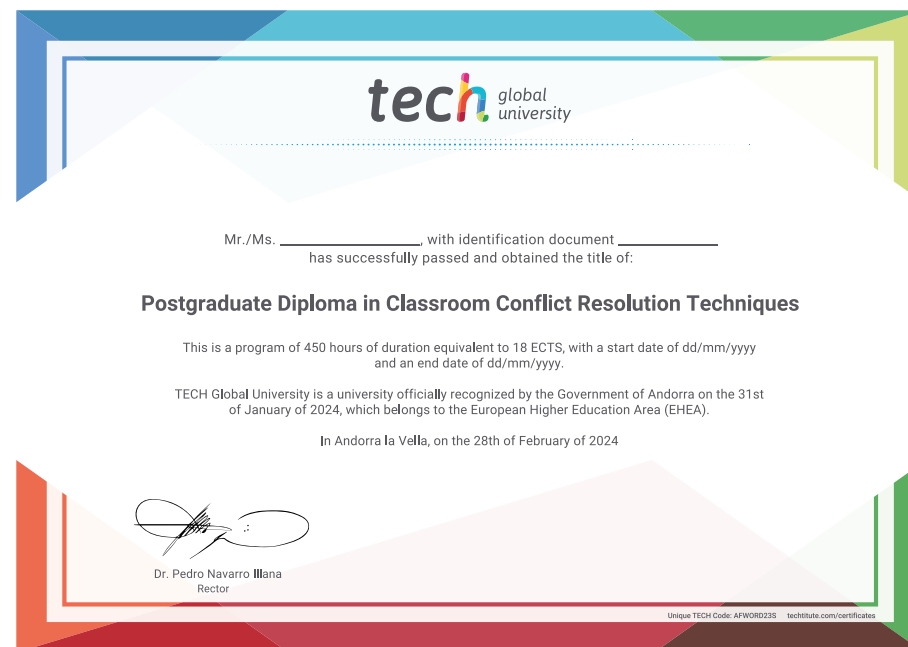 tech global
university
Mr./Ms. ____________________, with identification document ______________
has successfully passed and obtained the title of:
Postgraduate Diploma in Classroom Conflict Resolution Techniques
This is a program of 450 hours of duration equivalent to 18 ECTS, with a start date of dd/mm/yyyy
and an end date of dd/mm/yyyy.
TECH Global University is a university officially recognized by the Government of Andorra on the 31st
of January of 2024, which belongs to the European Higher Education Area (EHEA).
In Andorra la Vella, on the 28th of February of 2024
Dr. Pedro Navarro Illana
Rector
Unique TECH Code: AFWORD23S techtitute.com/certificates